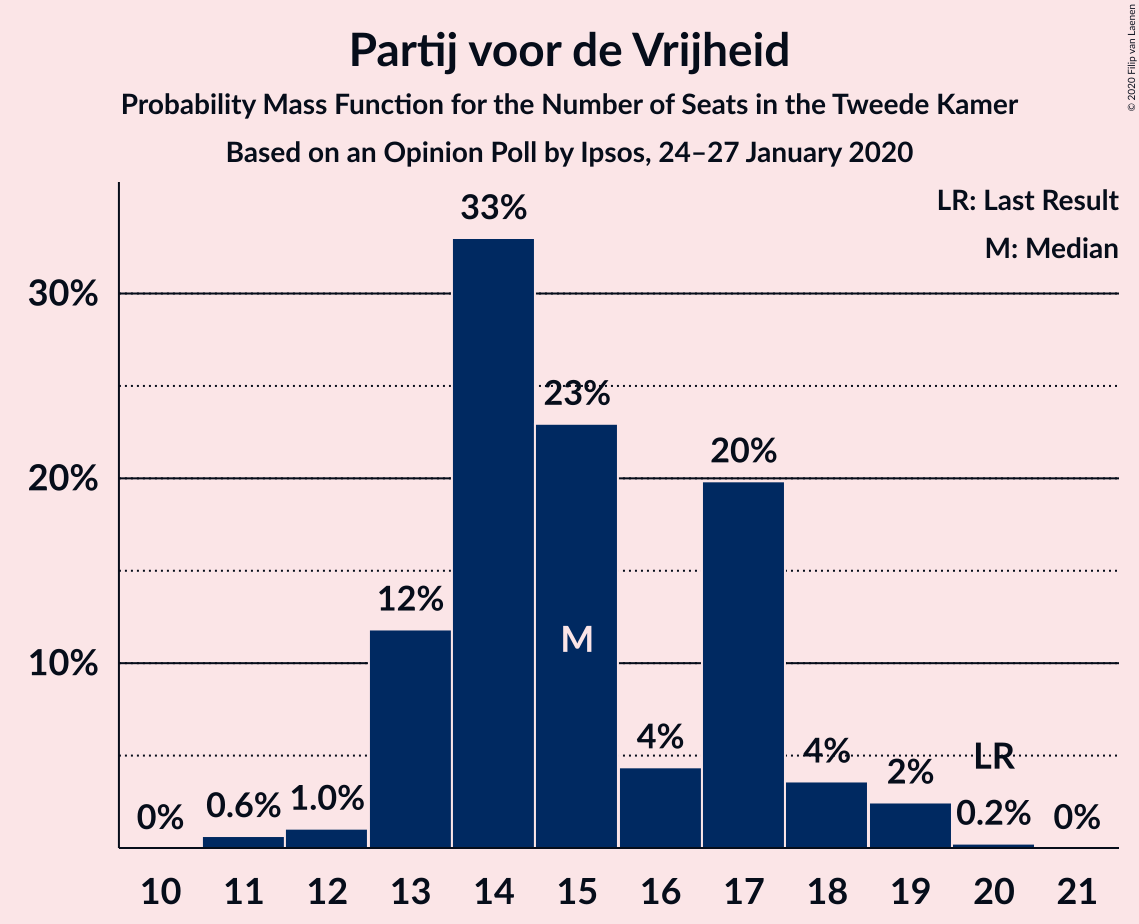 Partij voor de Vrijheid
Probability Mass Function for the Number of Seats in the Tweede Kamer
Based on an Opinion Poll by Ipsos, 24–27 January 2020
© 2020 Filip van Laenen
LR: Last Result
M: Median
30%
20%
10%
0%
0.6%
1.0%
12%
33%
23%
M
4%
20%
4%
2%
LR
0.2%
0%
10 11 12 13 14 15 16 17 18 19 20 21